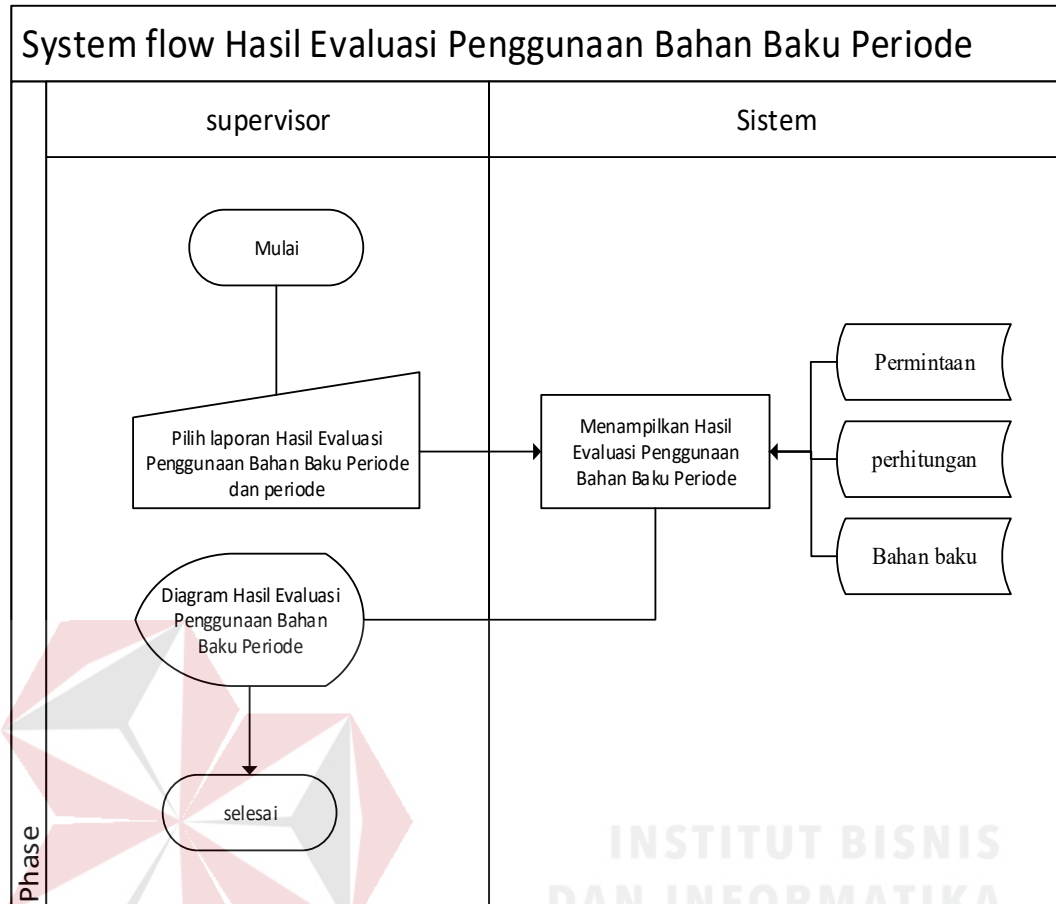 System flow Hasil Evaluasi Penggunaan Bahan Baku Periode
supervisor
Sistem
Mulai
Pilih laporan Hasil Evaluasi
Penggunaan Bahan Baku Periode
dan periode
Menampilkan Hasil
Evaluasi Penggunaan
Bahan Baku Periode
Permintaan
perhitungan
Bahan baku
Diagram Hasil Evaluasi
Penggunaan Bahan
Baku Periode
selesai
Phase
INSTITUT BISNIS
DAN INFORMATIKA